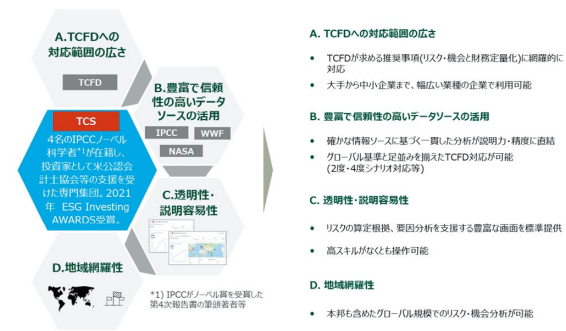 A.TCFDへの
対応範囲の広さ
TCFD
B.豊富で信頼
性の高いデータ
ソースの活用
IPCC
WWF
NASA
TCS
4名のIPCCノーベル
科学者*¹が在籍し、
投資家として米公認会
計士協会等の支援を受
けた専門集団。2021
年 ESG Investing
AWARDS受賞。
C.透明性・
説明容易性
D.地域網羅性
*1) IPCCがノーベル賞を受賞した
第4次報告書の筆頭著者等
A. TCFDへの対応範囲の広さ
• TCFDが求める推奨事項(リスク・機会と財務定量化)に網羅的に
対応
• 大手から中小企業まで、幅広い業種の企業で利用可能
B. 豊富で信頼性の高いデータソースの活用
• 確かな情報ソースに基づく一貫した分析が説明力・精度に直結
• グローバル基準と足並みを揃えたTCFD対応が可能
(2度・4度シナリオ対応等)
C. 透明性・説明容易性
• リスクの算定根拠、要因分析を支援する豊富な画面を標準提供
• 高スキルがなくとも操作可能
D. 地域網羅性
• 本邦も含めたグローバル規模でのリスク・機会分析が可能